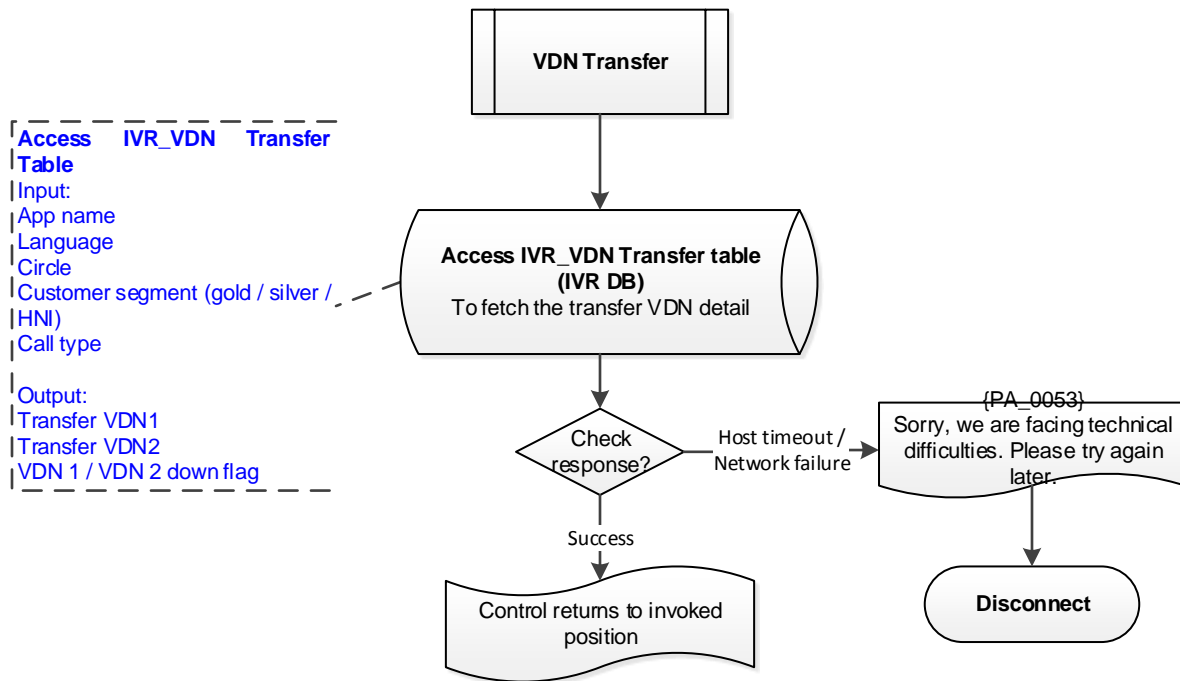 VDN Transfer
Access IVR_VDN Transfer
Table
Input:
App name
Language
Circle
Customer segment (gold / silver /
HNI)
Call type
Output:
Transfer VDN1
Transfer VDN2
VDN 1 / VDN 2 down flag
Access IVR_VDN Transfer table
(IVR DB)
To fetch the transfer VDN detail
Check
response?
Host timeout /
Network failure
{PA_0053}
Sorry, we are facing technical
difficulties. Please try again
later.
Success
Control returns to invoked
position
Disconnect